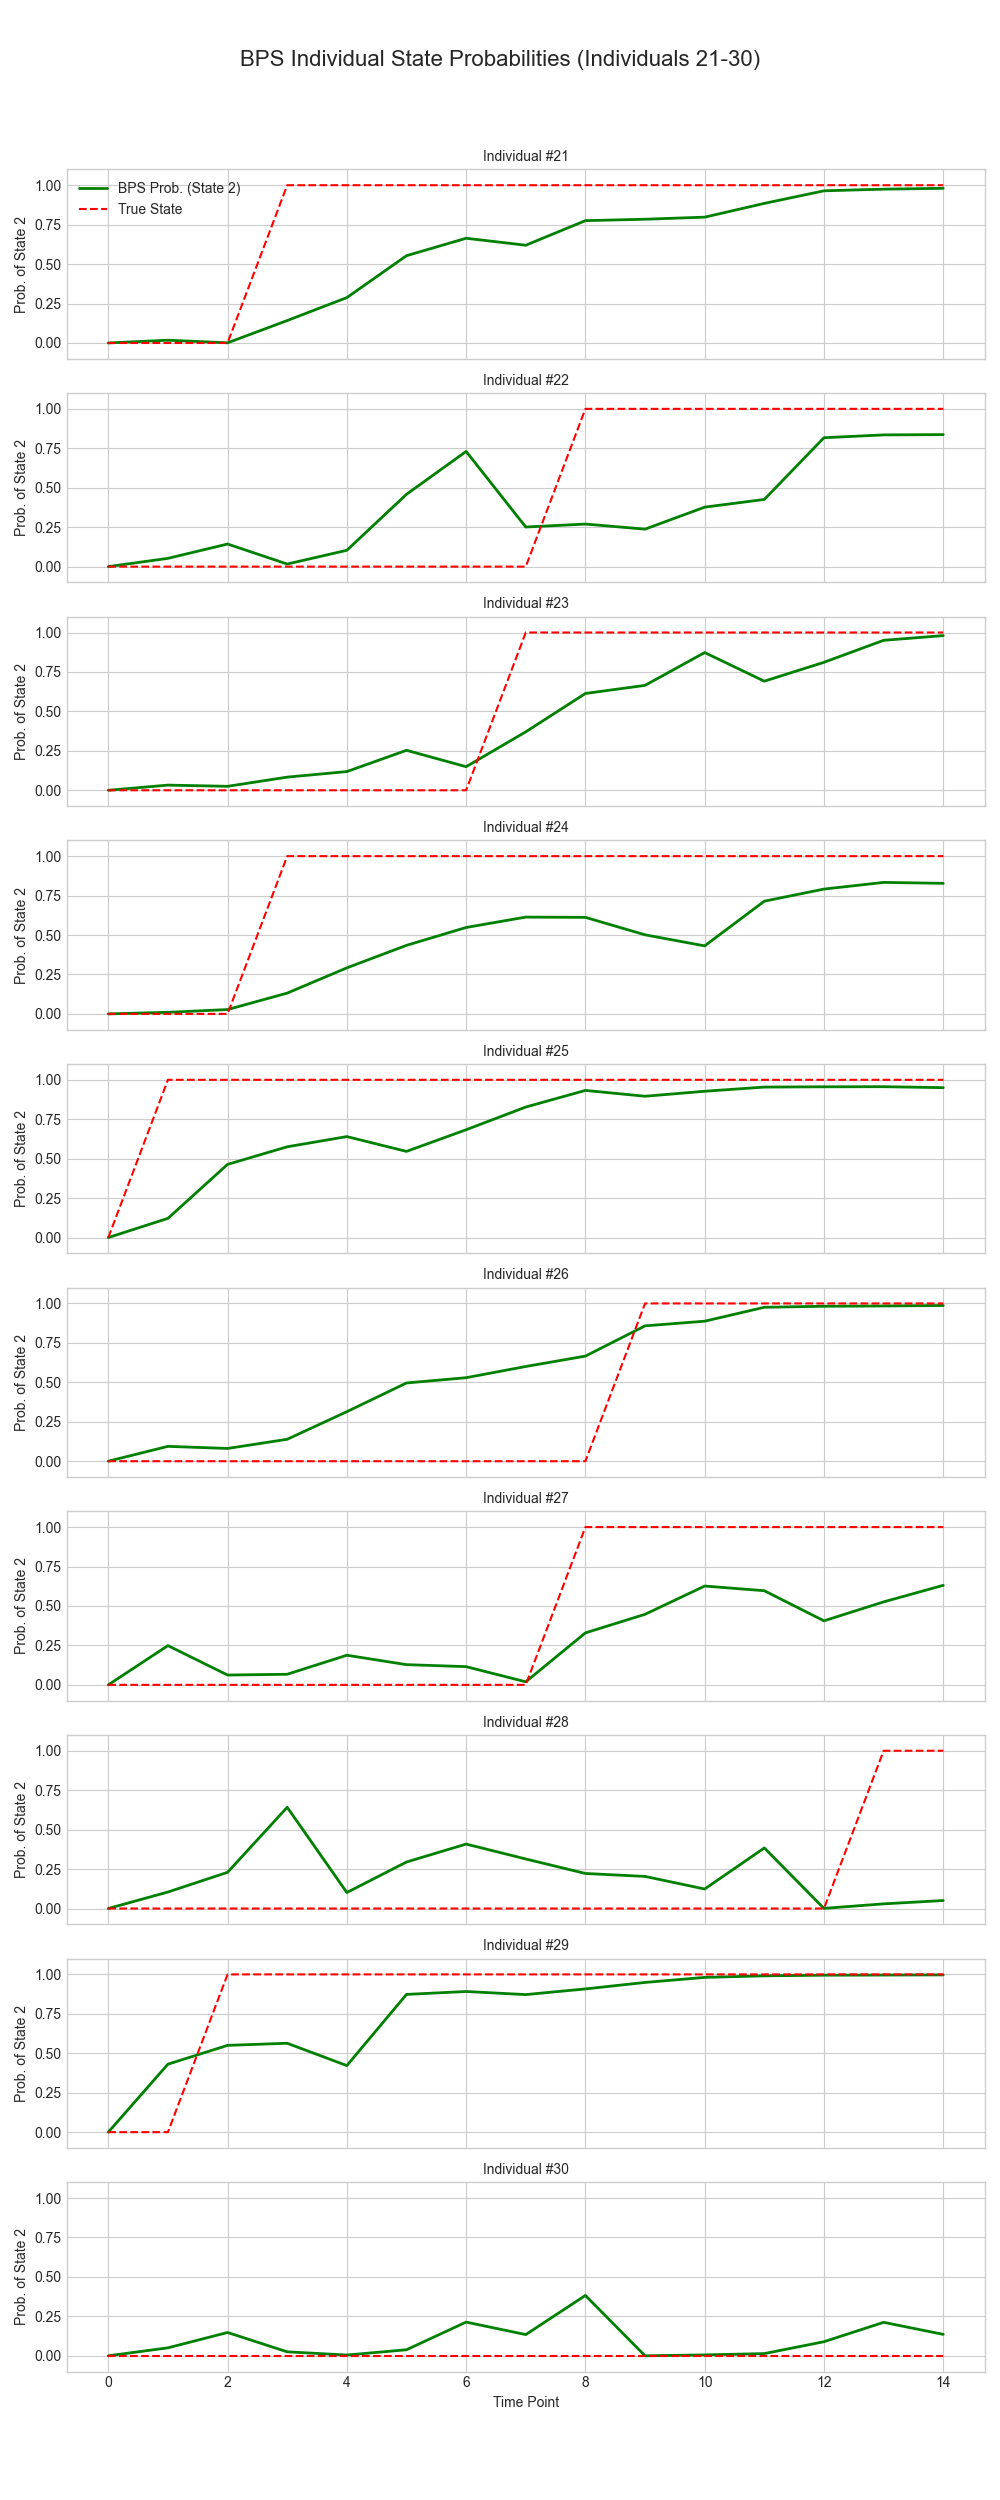 BPS Individual State Probabilities (Individuals 21-30)
Individual #21
1.00
0.75
0.50
0.25
0.00
Prob. of State 2
BPS Prob. (State 2)
True State
Individual #22
1.00
0.75
0.50
0.25
0.00
Prob. of State 2
Individual #23
1.00
0.75
0.50
0.25
0.00
Prob. of State 2
Individual #24
1.00
0.75
0.50
0.25
0.00
Prob. of State 2
Individual #25
1.00
0.75
0.50
0.25
0.00
Prob. of State 2
Individual #26
1.00
0.75
0.50
0.25
0.00
Prob. of State 2
Individual #27
1.00
0.75
0.50
0.25
0.00
Prob. of State 2
Individual #28
1.00
0.75
0.50
0.25
0.00
Prob. of State 2
Individual #29
1.00
0.75
0.50
0.25
0.00
Prob. of State 2
Individual #30
1.00
0.75
0.50
0.25
0.00
Prob. of State 2
0 2 4 6 8 10 12 14
Time Point